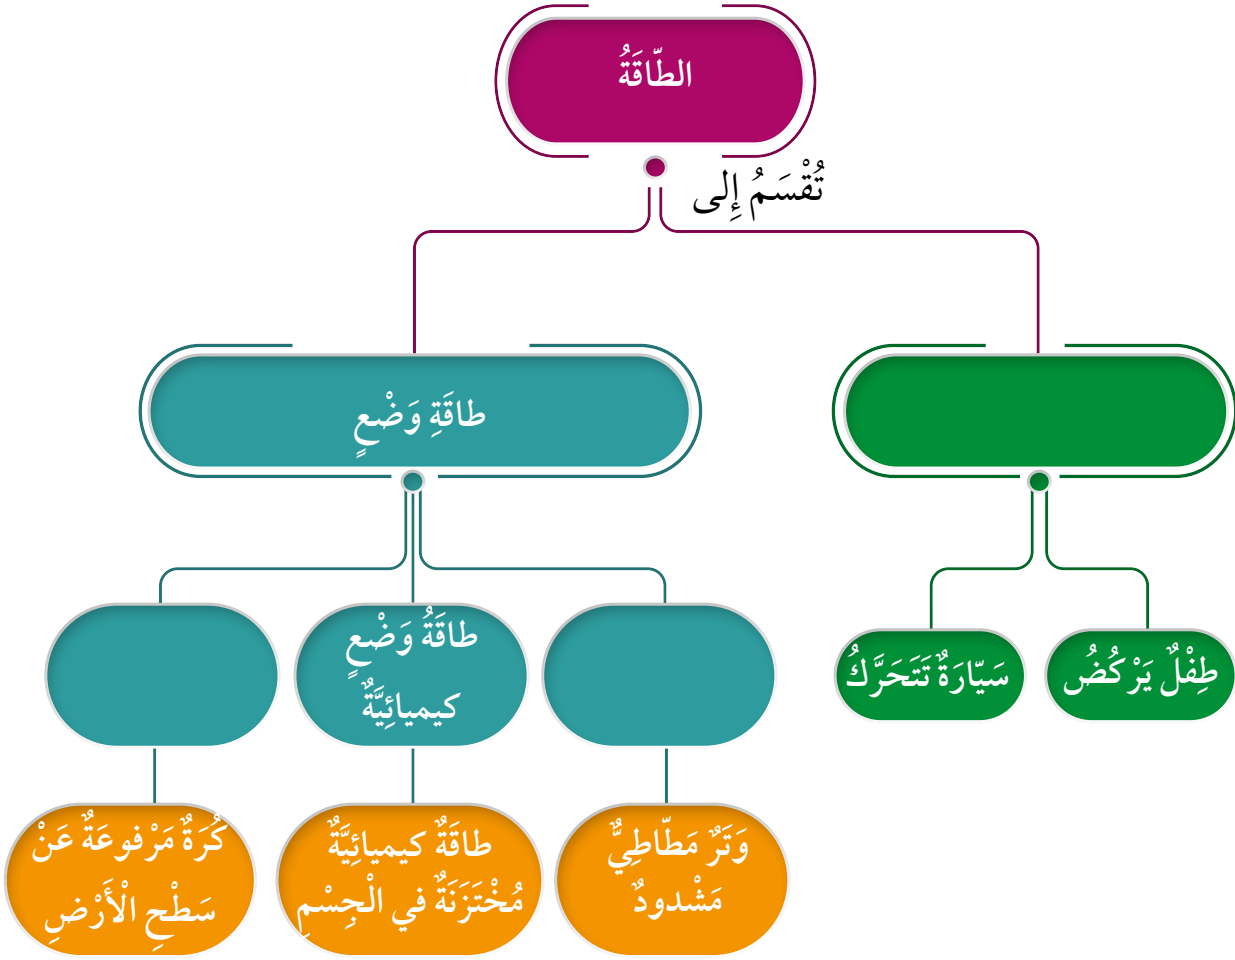 الطّاقَةُ
تُقْسَمُ إِلى
طاقَةِ وَضْعٍ
طِفْلٌ يَرْكُضُ
سَيّارَةٌ تَتَحَرَّكُ
طاقَةُ وَضْعٍ
كيميائِيَّةٌ
وَتَرٌ مَطّاطِيٌّ
مَشْدودٌ
طاقَةٌ كيميائِيَّةٌ
مُخْتَزَنَةٌ في الْجِسْمِ
كُرَةٌ مَرْفوعَةٌ عَنْ
سَطْحِ الْأَرْضِ